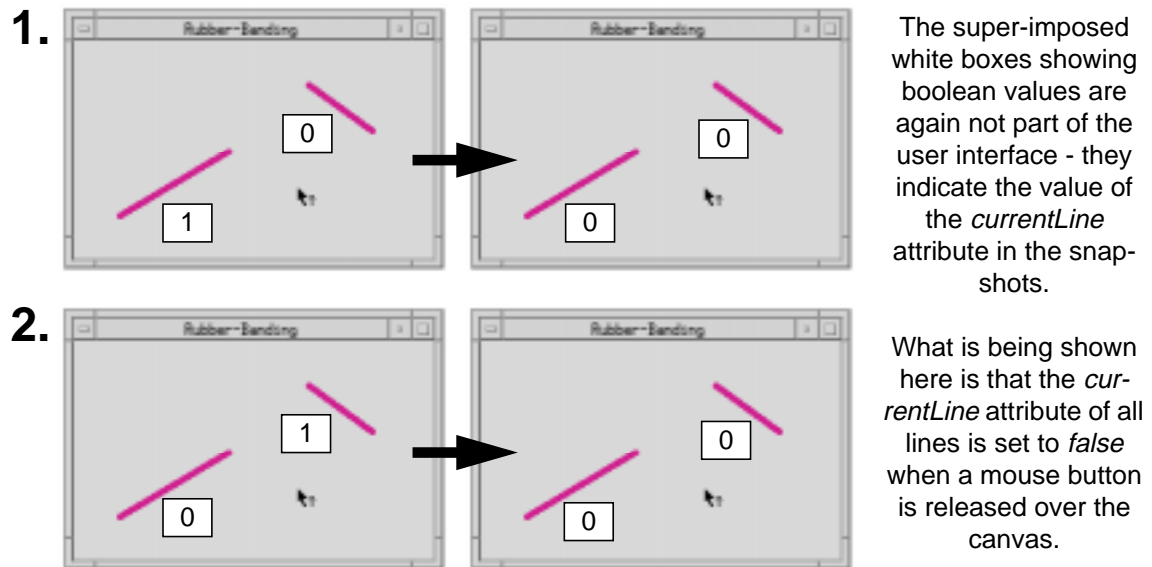 1.
Rubber-Banding
0
1
Rubber-Banding
0
0
The super-imposed
white boxes showing
boolean values are
again not part of the
user interface - they
indicate the value of
the currentLine
attribute in the snap-
shots.
2.
Rubber-Banding
1
0
Rubber-Banding
0
0
What is being shown
here is that the cur-
rentLine attribute of all
lines is set to false
when a mouse button
is released over the
canvas.